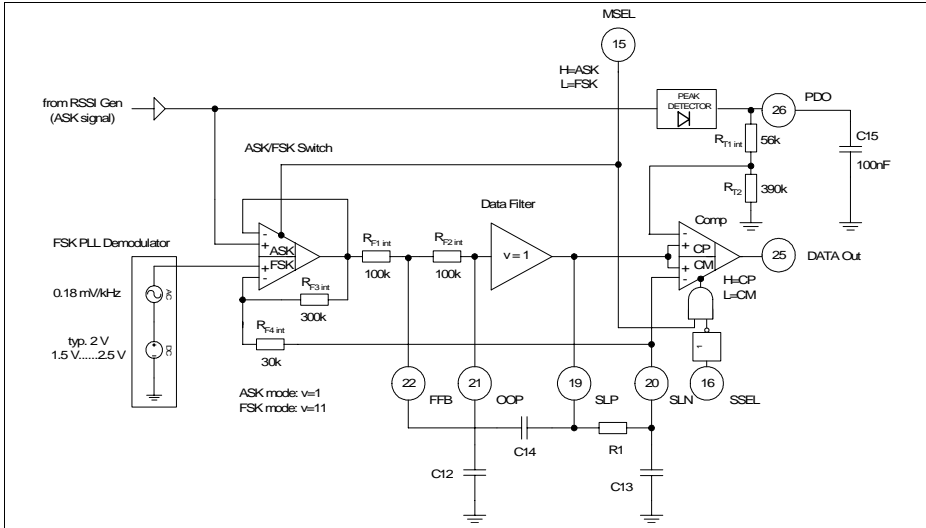 MSEL
15
H=ASK
L=FSK
from RSSI Gen
(ASK signal)
PEAK
DETECTOR
26
PDO
R_T1 int
56k
C15
100nF
ASK/FSK Switch
R_T2
390k
Data Filter
Comp
FSK PLL Demodulator
-
+
ASK
+
FSK
-
R_F1 int
100k
R_F2 int
100k
v = 1
-
+
CP
+
CM
-
25
DATA Out
H=CP
L=CM
0.18 mV/kHz
AC
R_F3 int
300k
typ. 2 V
1.5 V......2.5 V
DC
R_F4 int
30k
1
22
21
19
20
16
ASK mode: v=1
FSK mode: v=11
FFB
OOP
SLP
SLN
SSEL
C14
R1
C12
C13